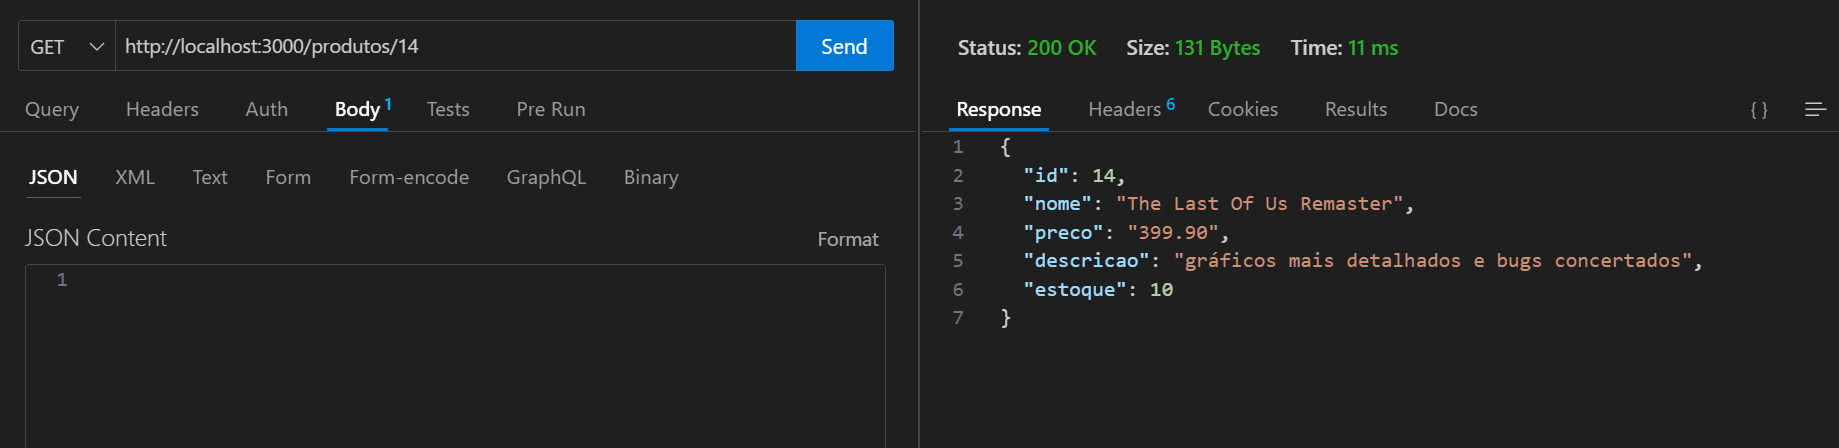 GET http://localhost:3000/produtos/14 Send
Query Headers Auth Body 1 Tests Pre Run
JSON XML Text Form Form-encode GraphQL Binary
JSON Content Format
1
Status: 200 OK Size: 131 Bytes Time: 11 ms
Response Headers 6 Cookies Results Docs { }
1 {
2 "id": 14,
3 "nome": "The Last Of Us Remaster",
4 "preco": "399.90",
5 "descricao": "gráficos mais detalhados e bugs concertados",
6 "estoque": 10
7 }